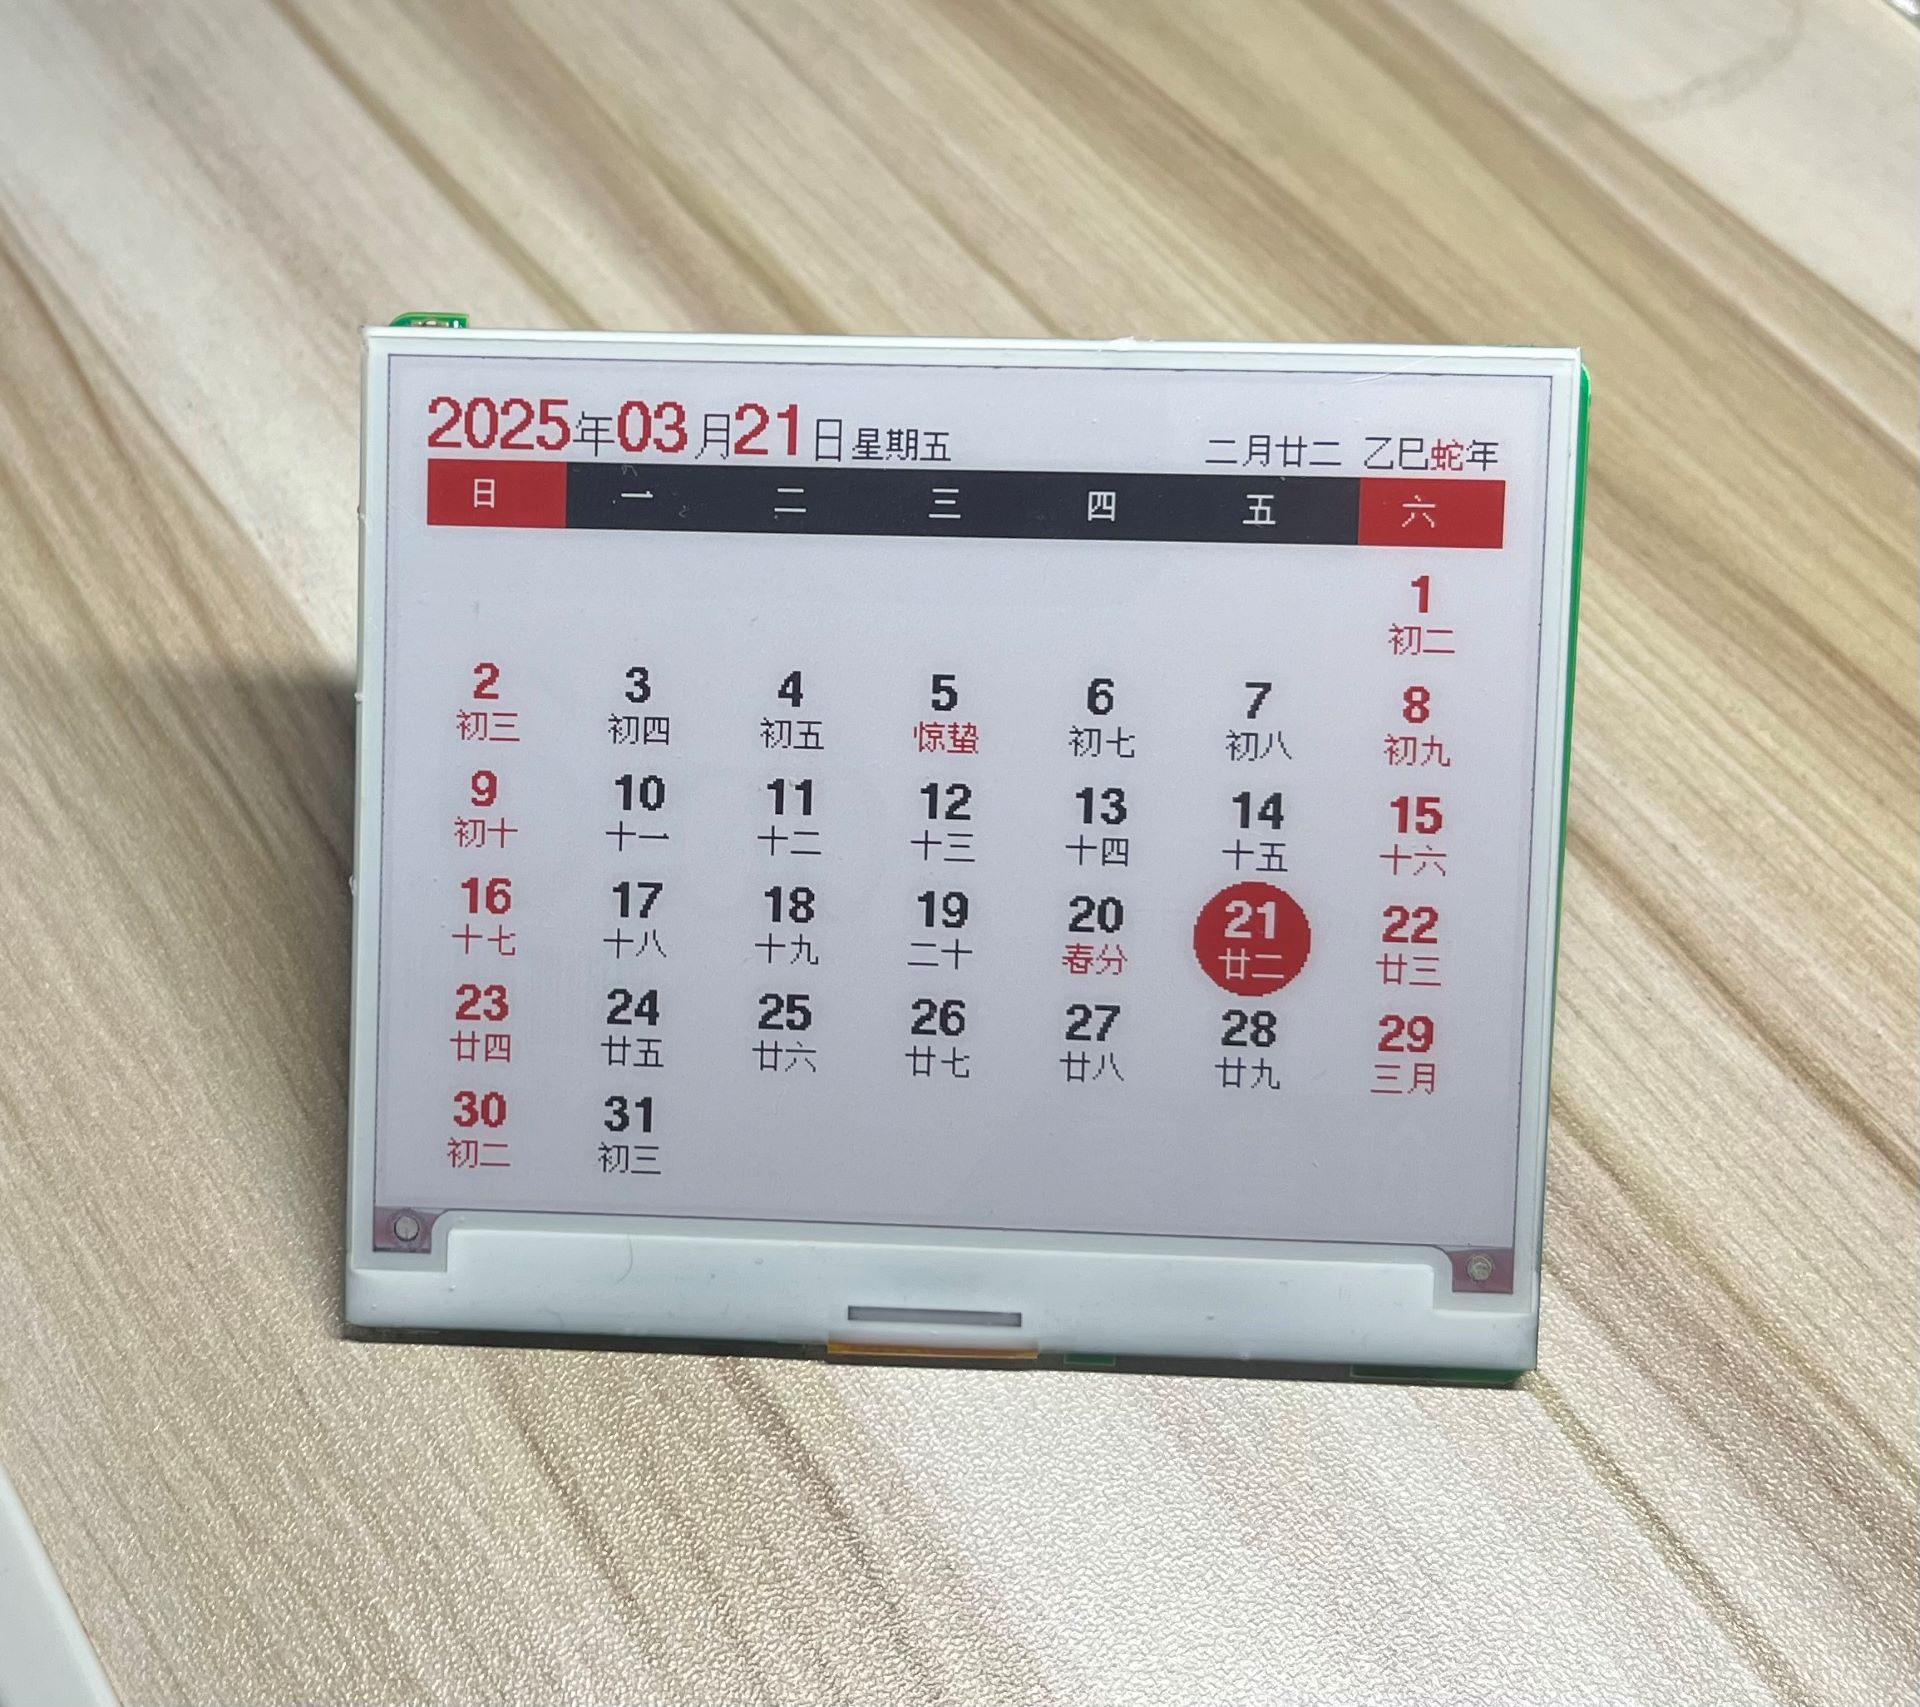 2025年03月21日星期五 二月廿二 乙巳蛇年
日 一 二 三 四 五 六
1
初二
2 3 4 5 6 7 8
初三 初四 初五 惊蛰 初七 初八 初九
9 10 11 12 13 14 15
初十 十一 十二 十三 十四 十五 十六
16 17 18 19 20 21 22
十七 十八 十九 二十 春分 廿二 廿三
23 24 25 26 27 28 29
廿四 廿五 廿六 廿七 廿八 廿九 三月
30 31
初二 初三